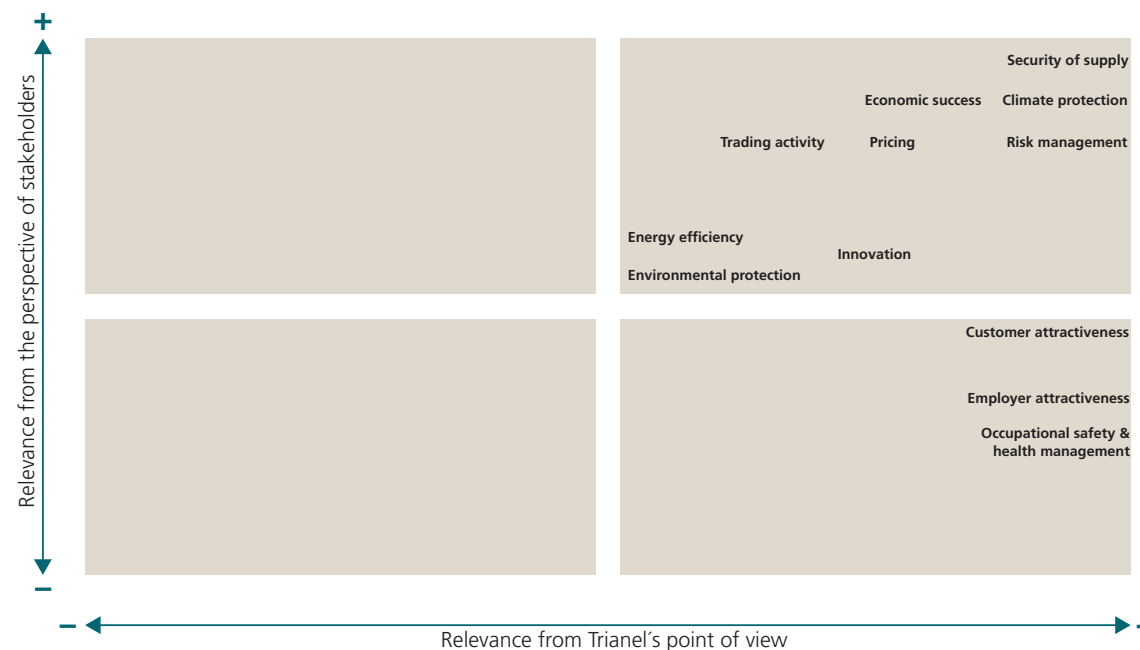 +
Relevance from the perspective of stakeholders
Security of supply
Economic success Climate protection
Trading activity Pricing Risk management
Energy efficiency
Innovation
Environmental protection
Customer attractiveness
Employer attractiveness
Occupational safety &
health management
–
–
Relevance from Trianel´s point of view